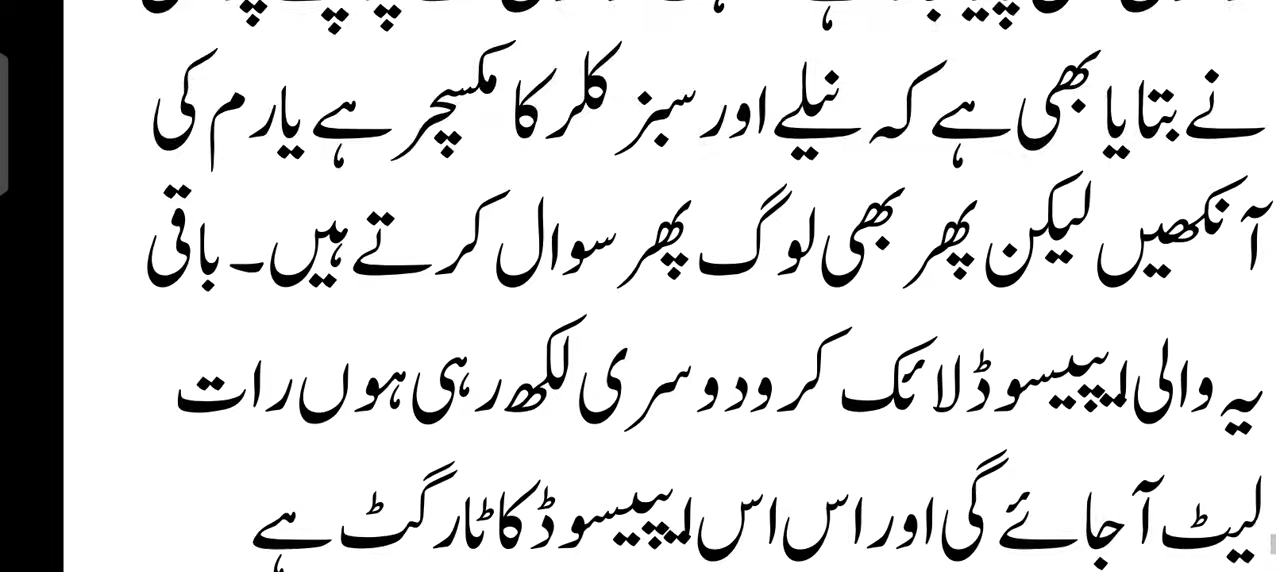 نے بتایا بھی ہے کہ نیلے اور سبز کلر کا مکسچر ہے یارم کی
آنکھیں لیکن پھر بھی لوگ پھر سوال کرتے ہیں۔ باقی
یہ والی ایپیسوڈ لائک کرو دوسری لکھ رہی ہوں رات
لیٹ آجائے گی اور اس اس ایپیسوڈ کا ٹارگٹ ہے